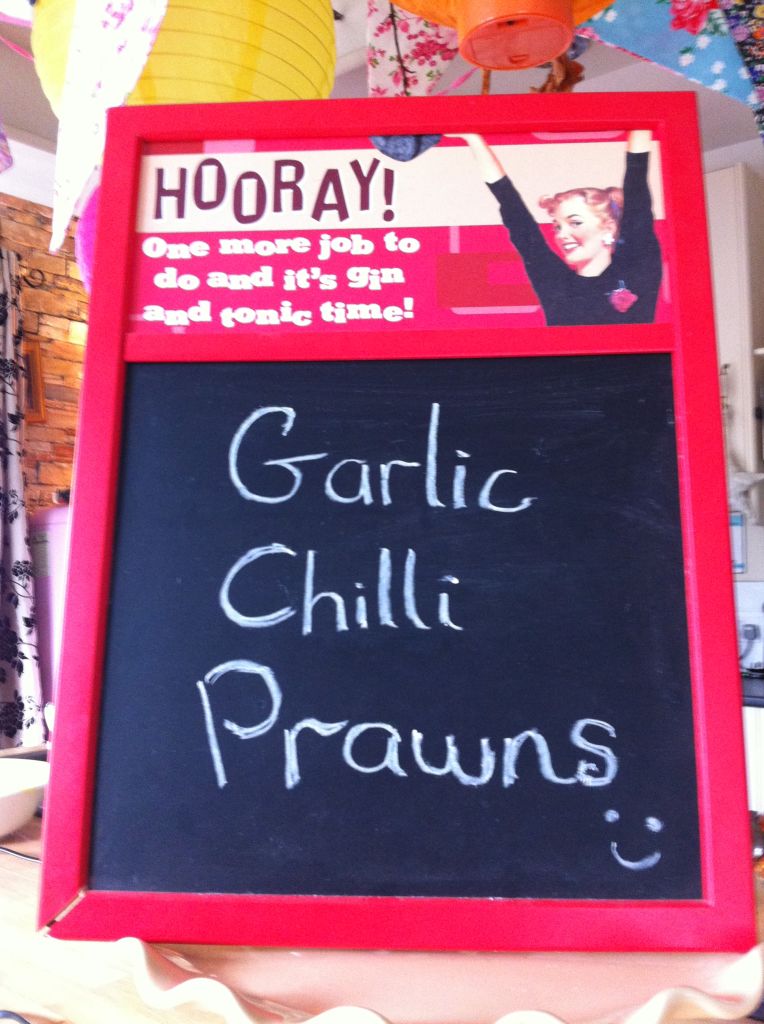 HOORAY!
One more job to
do and it's gin
and tonic time!
Garlic
Chilli
Prawns